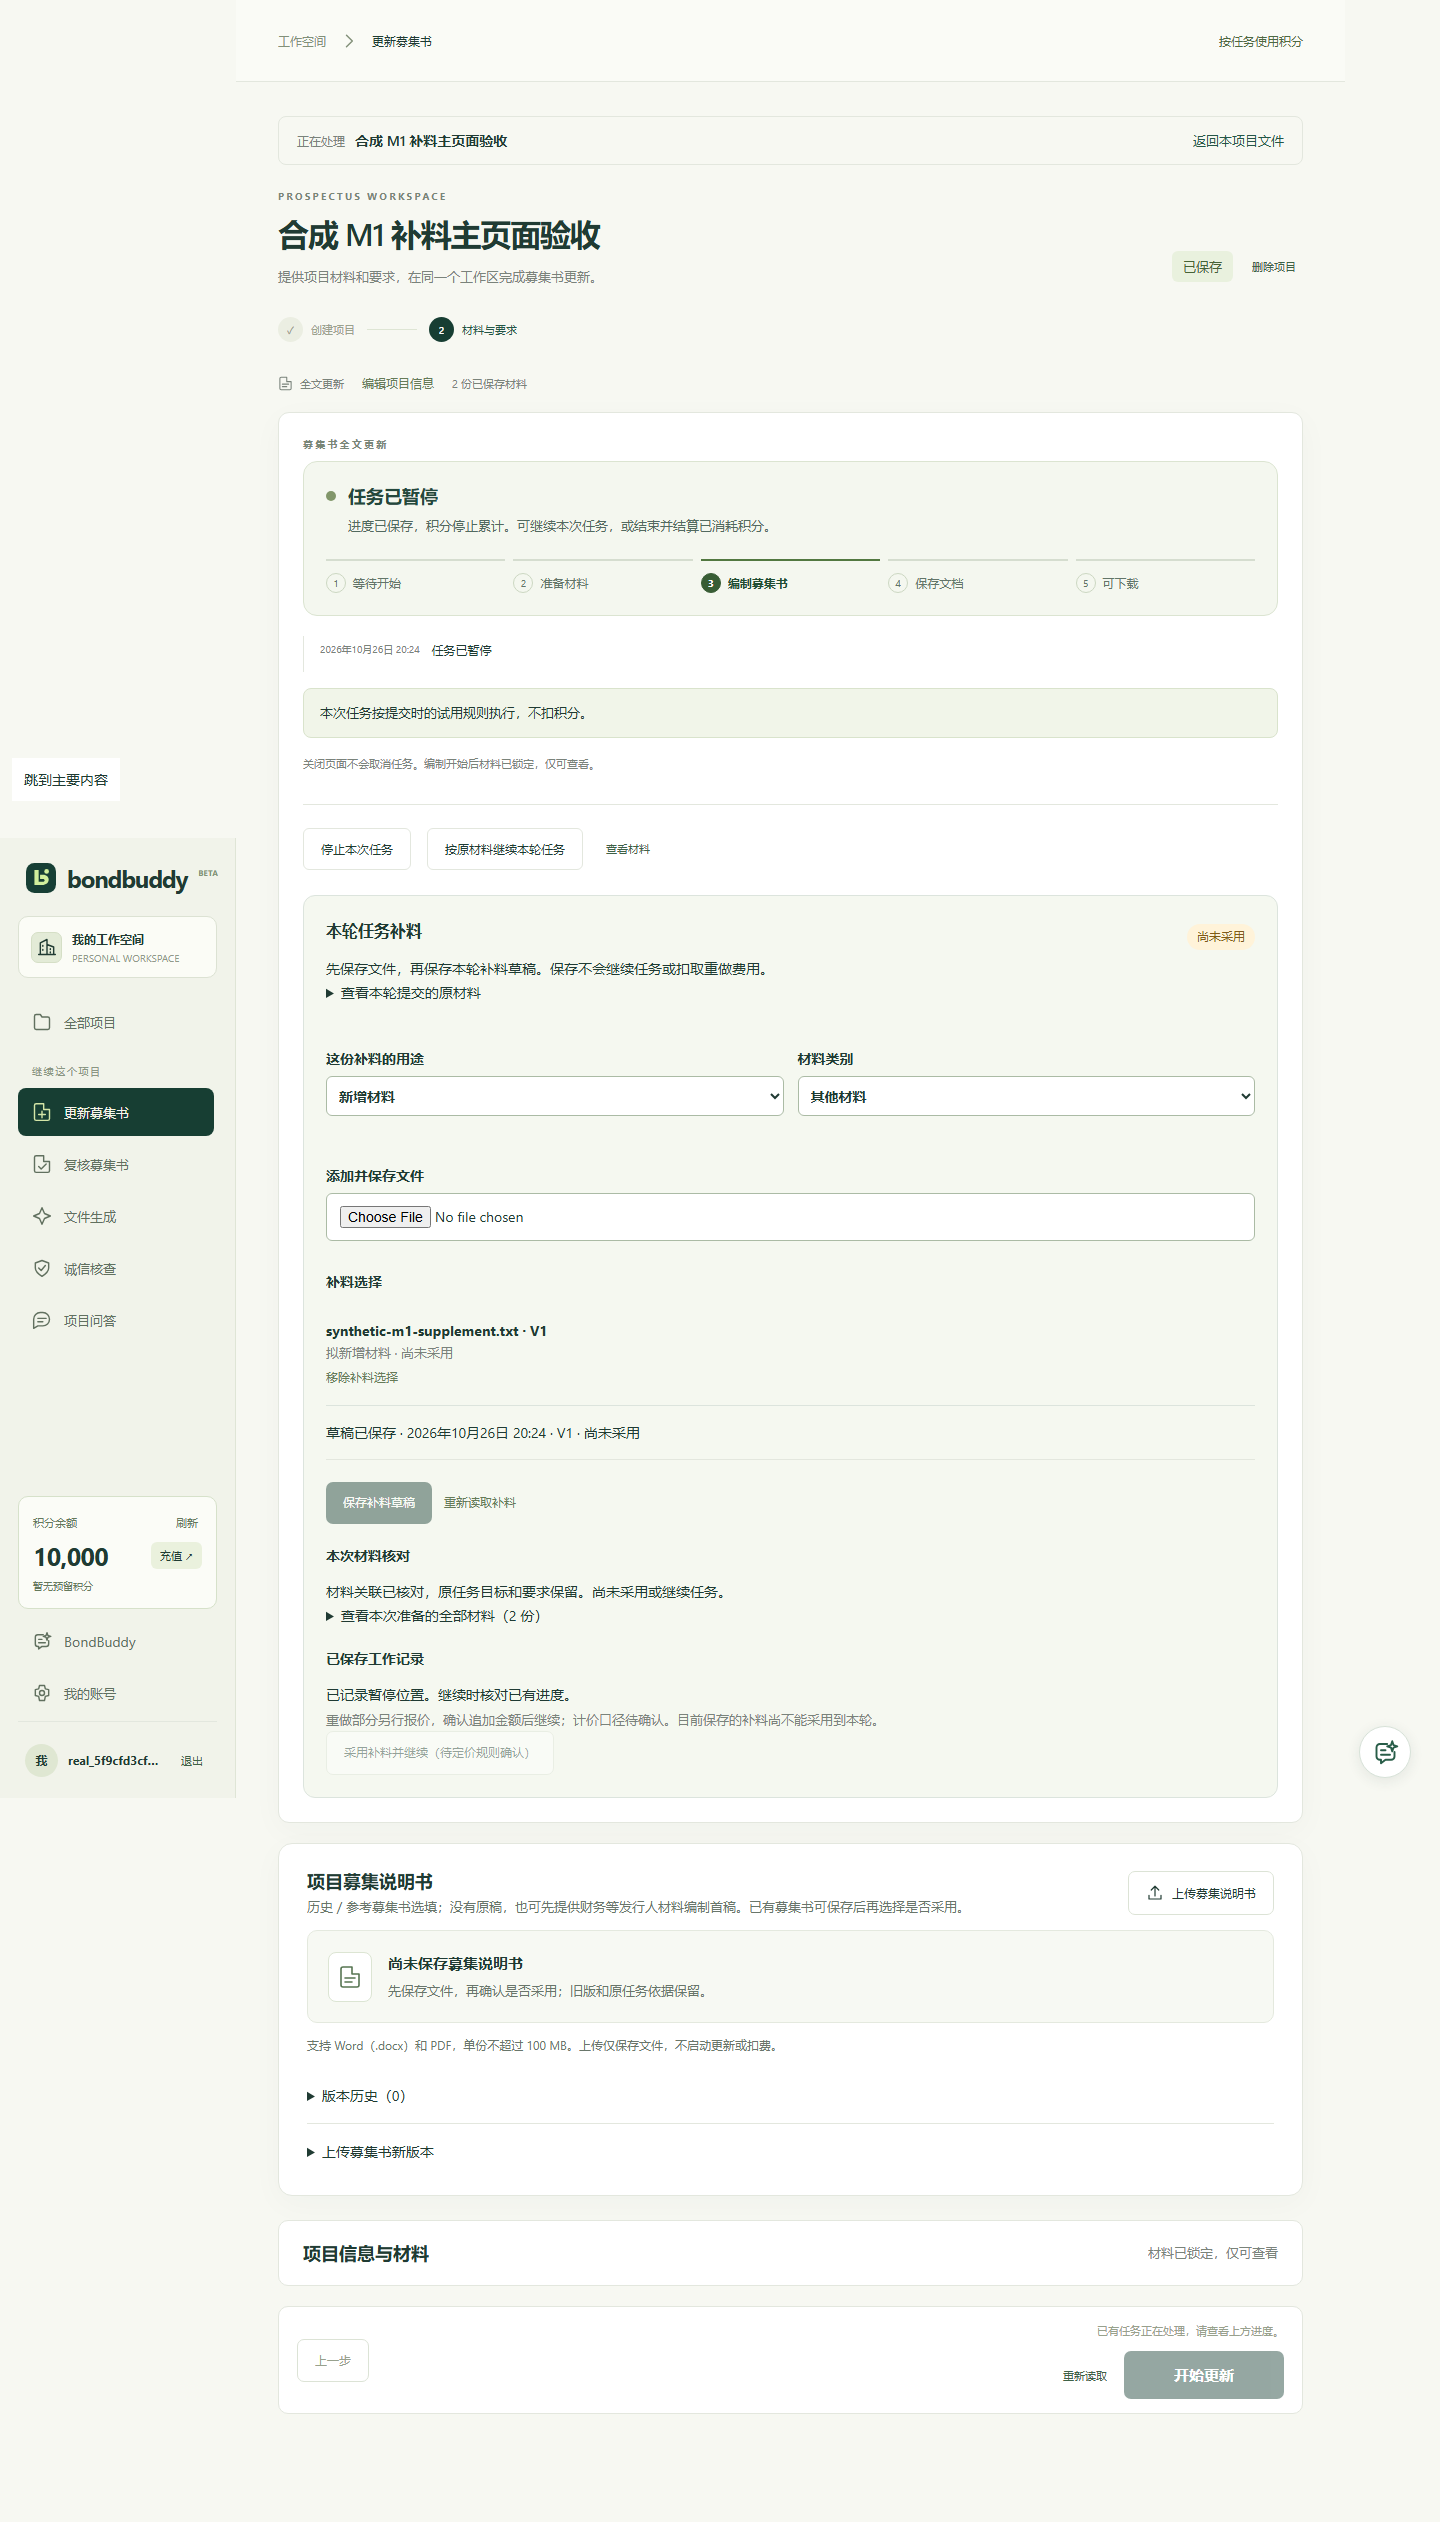 工作空间
更新募集书
按任务使用积分
正在处理 合成 M1 补料主页面验收
返回本项目文件
PROSPECTUS WORKSPACE
合成 M1 补料主页面验收
提供项目材料和要求，在同一个工作区完成募集书更新。
已保存
删除项目
✓ 创建项目
2 材料与要求
全文更新
编辑项目信息
2 份已保存材料
募集书全文更新
任务已暂停
进度已保存，积分停止累计。可继续本次任务，或结束并结算已消耗积分。
1 等待开始
2 准备材料
3 编制募集书
4 保存文档
5 可下载
2026年10月26日 20:24 任务已暂停
本次任务按提交时的试用规则执行，不扣积分。
关闭页面不会取消任务。编制开始后材料已锁定，仅可查看。
停止本次任务
按原材料继续本轮任务
查看材料
本轮任务补料
尚未采用
先保存文件，再保存本轮补料草稿。保存不会继续任务或扣取重做费用。
查看本轮提交的原材料
这份补料的用途
材料类别
新增材料
其他材料
添加并保存文件
Choose File No file chosen
补料选择
synthetic-m1-supplement.txt · V1
拟新增材料 · 尚未采用
移除补料选择
草稿已保存 · 2026年10月26日 20:24 · V1 · 尚未采用
保存补料草稿
重新读取补料
本次材料核对
材料关联已核对，原任务目标和要求保留。尚未采用或继续任务。
查看本次准备的全部材料（2 份）
已保存工作记录
已记录暂停位置。继续时核对已有进度。
重做部分另行报价，确认追加金额后继续；计价口径待确认。目前保存的补料尚不能采用到本轮。
采用补料并继续（待定价规则确认）
项目募集说明书
历史 / 参考募集书选填；没有原稿，也可先提供财务等发行人材料编制首稿。已有募集书可保存后再选择是否采用。
上传募集说明书
尚未保存募集说明书
先保存文件，再确认是否采用；旧版和原任务依据保留。
支持 Word（.docx）和 PDF，单份不超过 100 MB。上传仅保存文件，不启动更新或扣费。
版本历史（0）
上传募集书新版本
项目信息与材料
材料已锁定，仅可查看
已有任务正在处理，请查看上方进度。
上一步
重新读取
开始更新
跳到主要内容
bondbuddy BETA
我的工作空间
PERSONAL WORKSPACE
全部项目
继续这个项目
更新募集书
复核募集书
文件生成
诚信核查
项目问答
积分余额
刷新
10,000
充值 ↗
暂无预留积分
BondBuddy
我的账号
我 real_5f9cfd3cf... 退出